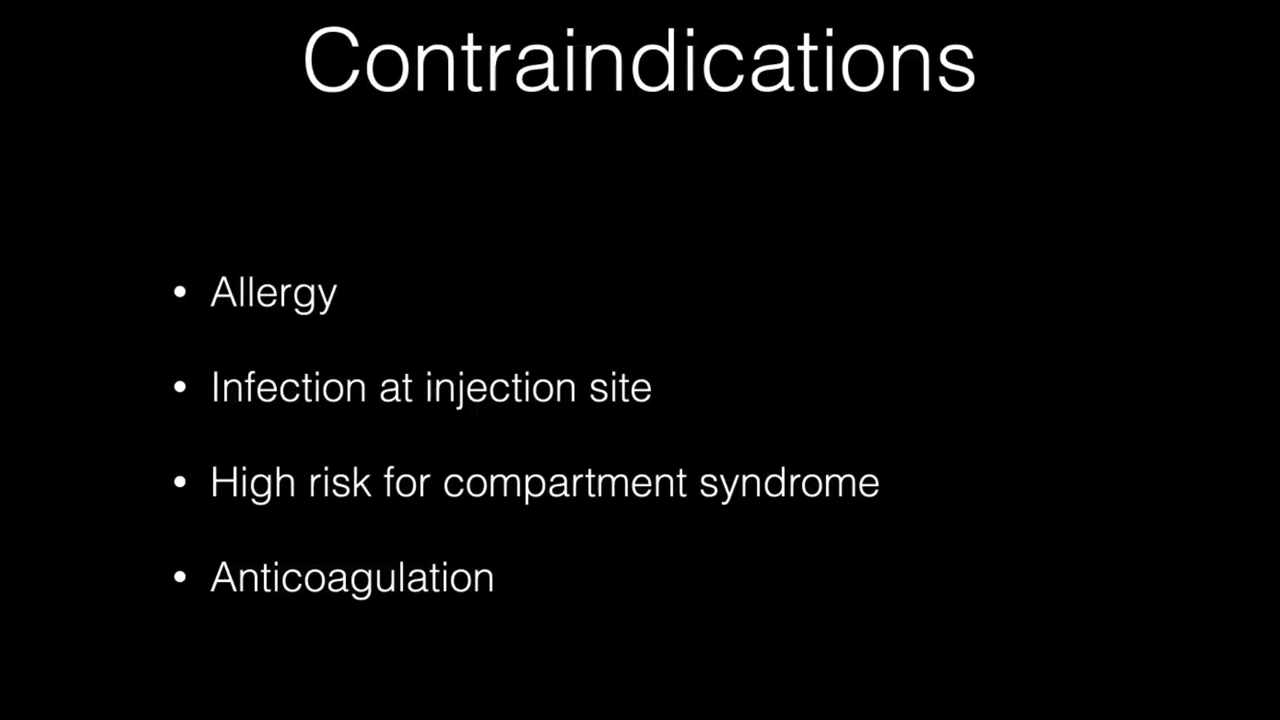 Contraindications
• Allergy
• Infection at injection site
• High risk for compartment syndrome
• Anticoagulation